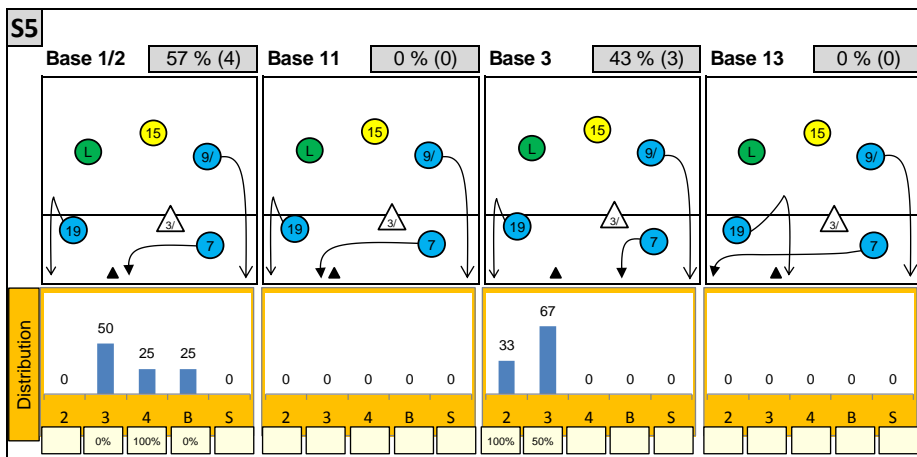 S5
Base 1/2 57 % (4) Base 11 0 % (0) Base 3 43 % (3) Base 13 0 % (0)
15 15 15 15
L 9/ L 9/ L 9/ L 9/
19 3/ 19 3/ 19 3/ 19 3/
7 7 7 7
Distribution
67
50
33
25 25
0 0 0 0 0 0 0 0 0 0 0 0 0 0 0
2 3 4 B S 2 3 4 B S 2 3 4 B S 2 3 4 B S
0% 100% 0% 100% 50%